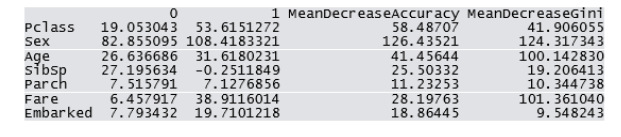 0 1 MeanDecreaseAccuracy MeanDecreaseGini
Pclass 19.053043 53.6151272 58.48707 41.906055
Sex 82.855095 108.4183321 126.43521 124.317343
Age 26.636686 31.6180231 41.45644 100.142830
SibSp 27.195634 -0.2511849 25.50332 19.206413
Parch 7.515791 7.1276856 11.23253 10.344738
Fare 6.457917 38.9116014 28.19763 101.361040
Embarked 7.793432 19.7101218 18.86445 9.548243